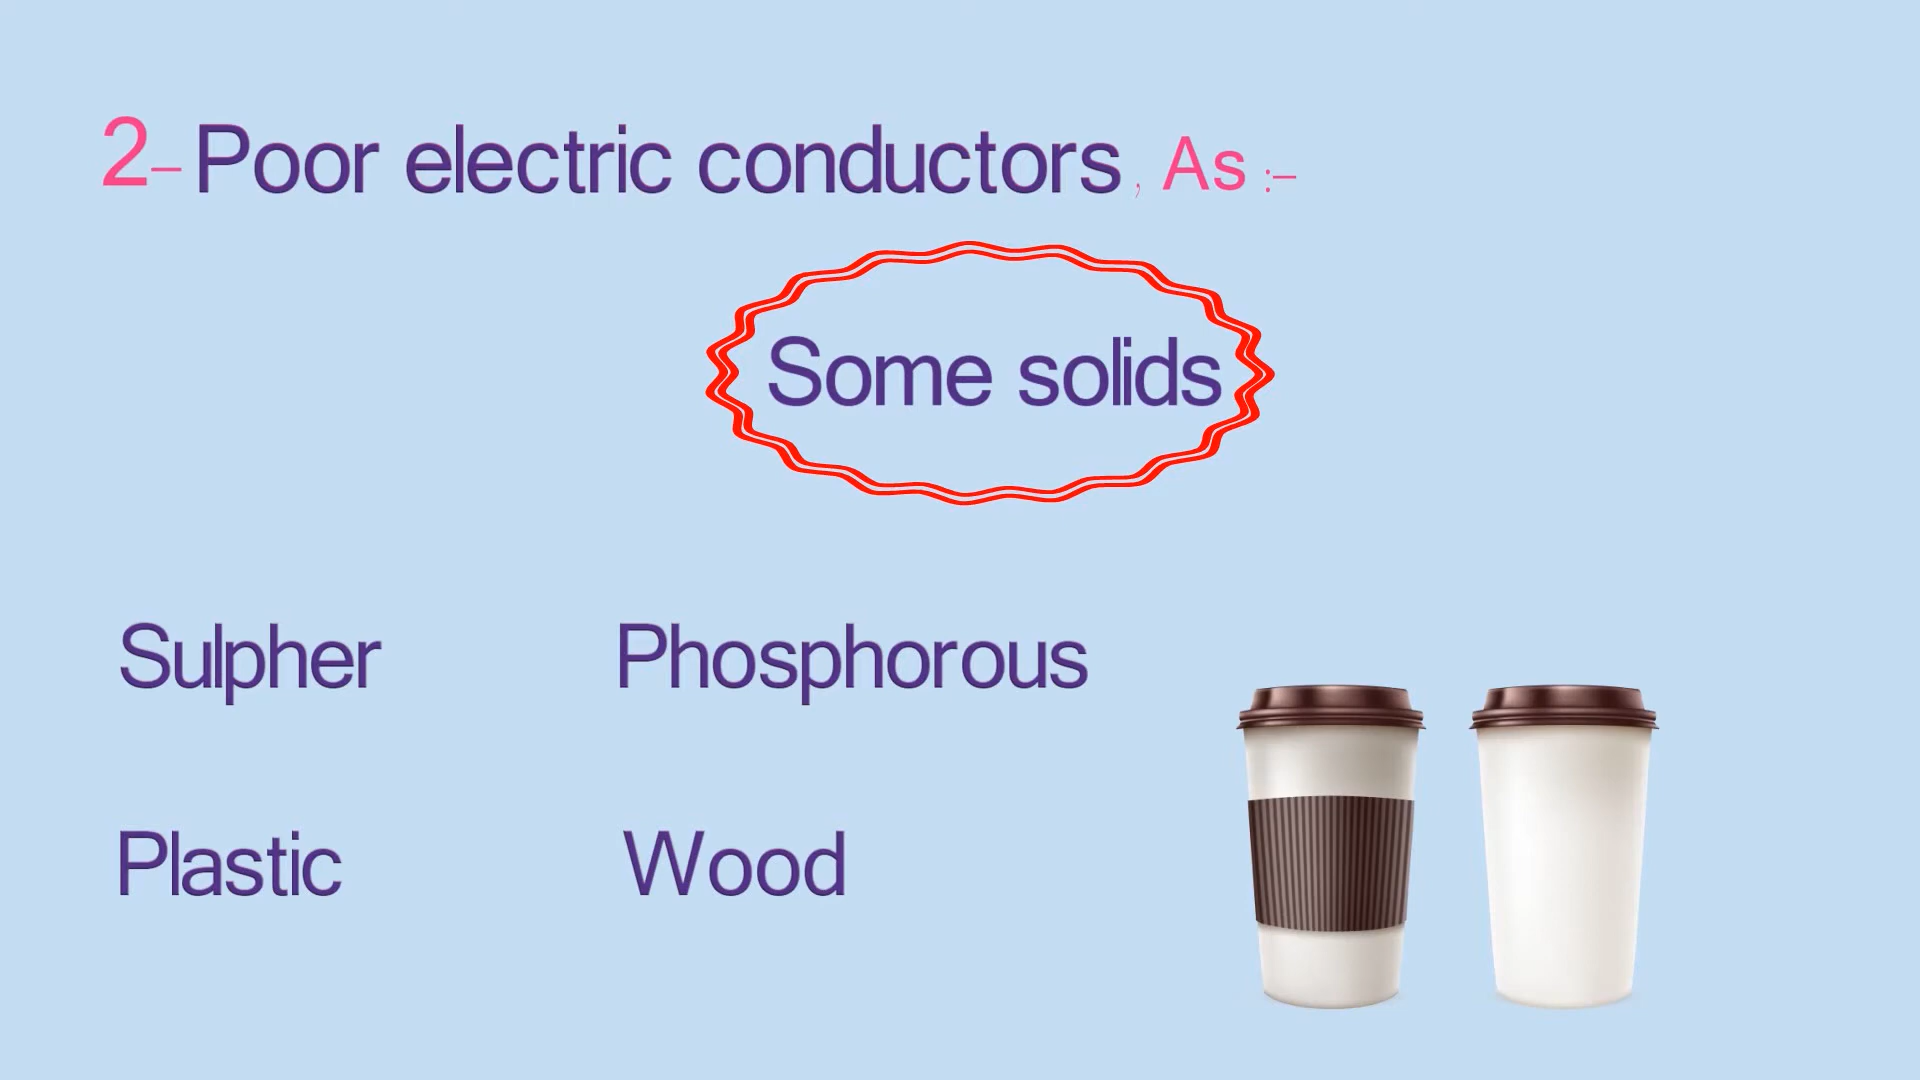 2- Poor electric conductors, As :-
Some solids
Sulpher Phosphorous
Plastic Wood